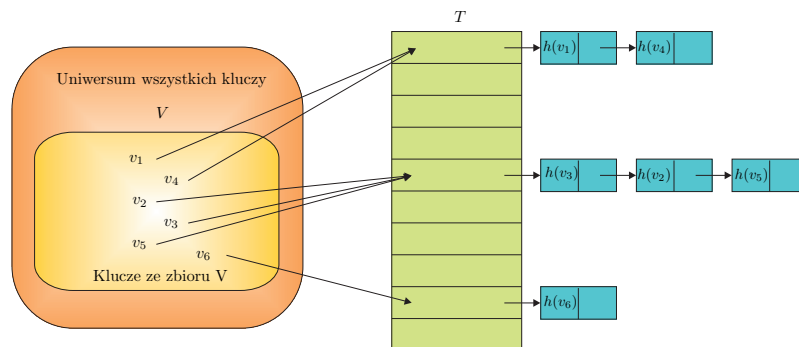 T
h(v₁)
v₄)
Uniwersum wszystkich kluczy
V
v₁
v₄
v₂
v₃
v₅
v₆
Klucze ze zbioru V
h(v₃)
h(v₂)
h(v₅)
h(v₆)